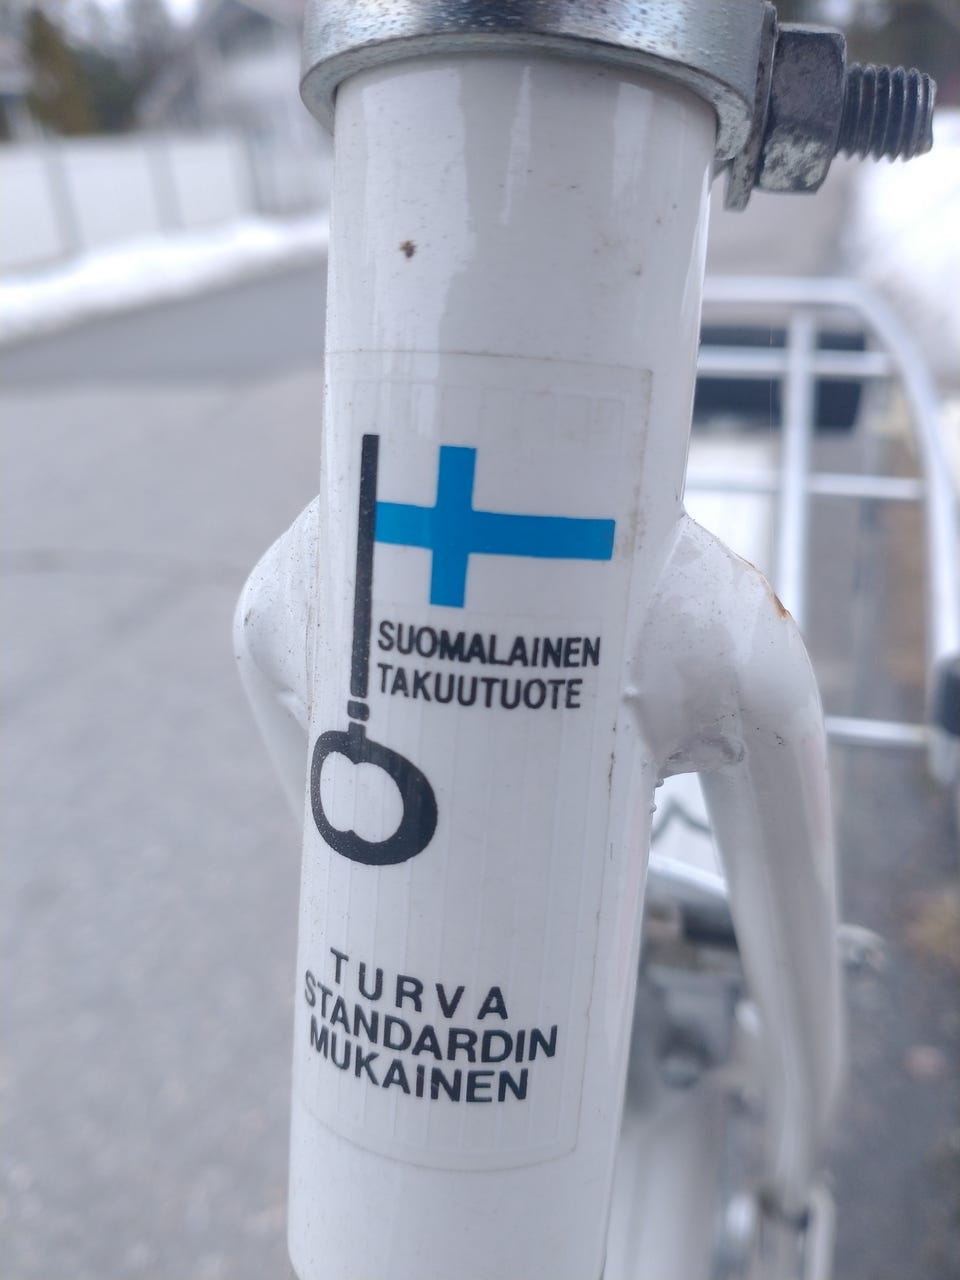 SUOMALAINEN
TAKUUTUOTE
TURVA
STANDARDIN
MUKAINEN